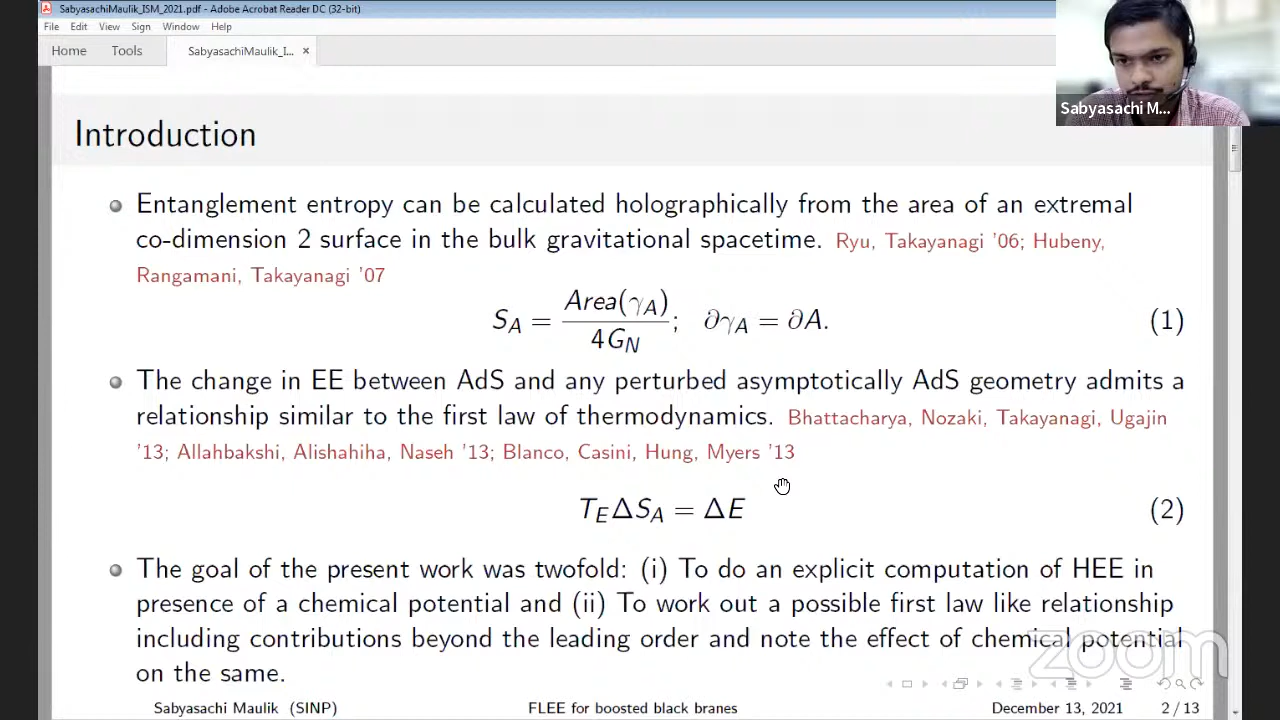 SabyasachiMaulik_ISM_2021.pdf - Adobe Acrobat Reader DC (32-bit)
File Edit View Sign Window Help
Home Tools SabyasachiMaulik_I... ×
Sabyasachi M...
Introduction
Entanglement entropy can be calculated holographically from the area of an extremal
co-dimension 2 surface in the bulk gravitational spacetime. Ryu, Takayanagi '06; Hubeny,
Rangamani, Takayanagi '07
S_A = Area(γ_A) / 4G_N ; ∂γ_A = ∂A. (1)
The change in EE between AdS and any perturbed asymptotically AdS geometry admits a
relationship similar to the first law of thermodynamics. Bhattacharya, Nozaki, Takayanagi, Ugajin
'13; Allahbakshi, Alishahiha, Naseh '13; Blanco, Casini, Hung, Myers '13
T_E ΔS_A = ΔE (2)
The goal of the present work was twofold: (i) To do an explicit computation of HEE in
presence of a chemical potential and (ii) To work out a possible first law like relationship
including contributions beyond the leading order and note the effect of chemical potential
on the same.
zoom
Sabyasachi Maulik (SINP) FLEE for boosted black branes December 13, 2021 2 / 13